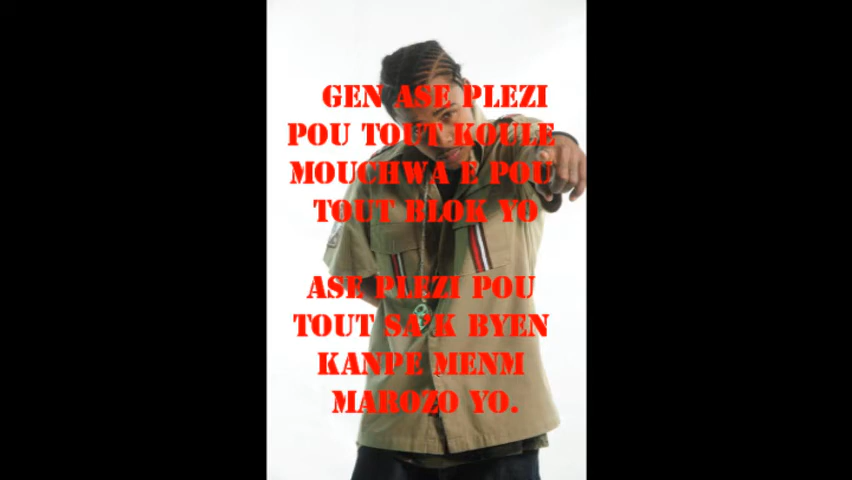 GEN ASE PLEZI
POU TOUT KOULE
MOUCHWA E POU
TOUT BLOK YO
ASE PLEZI POU
TOUT SA'K BYEN
KANPE MENM
MAROZO YO.